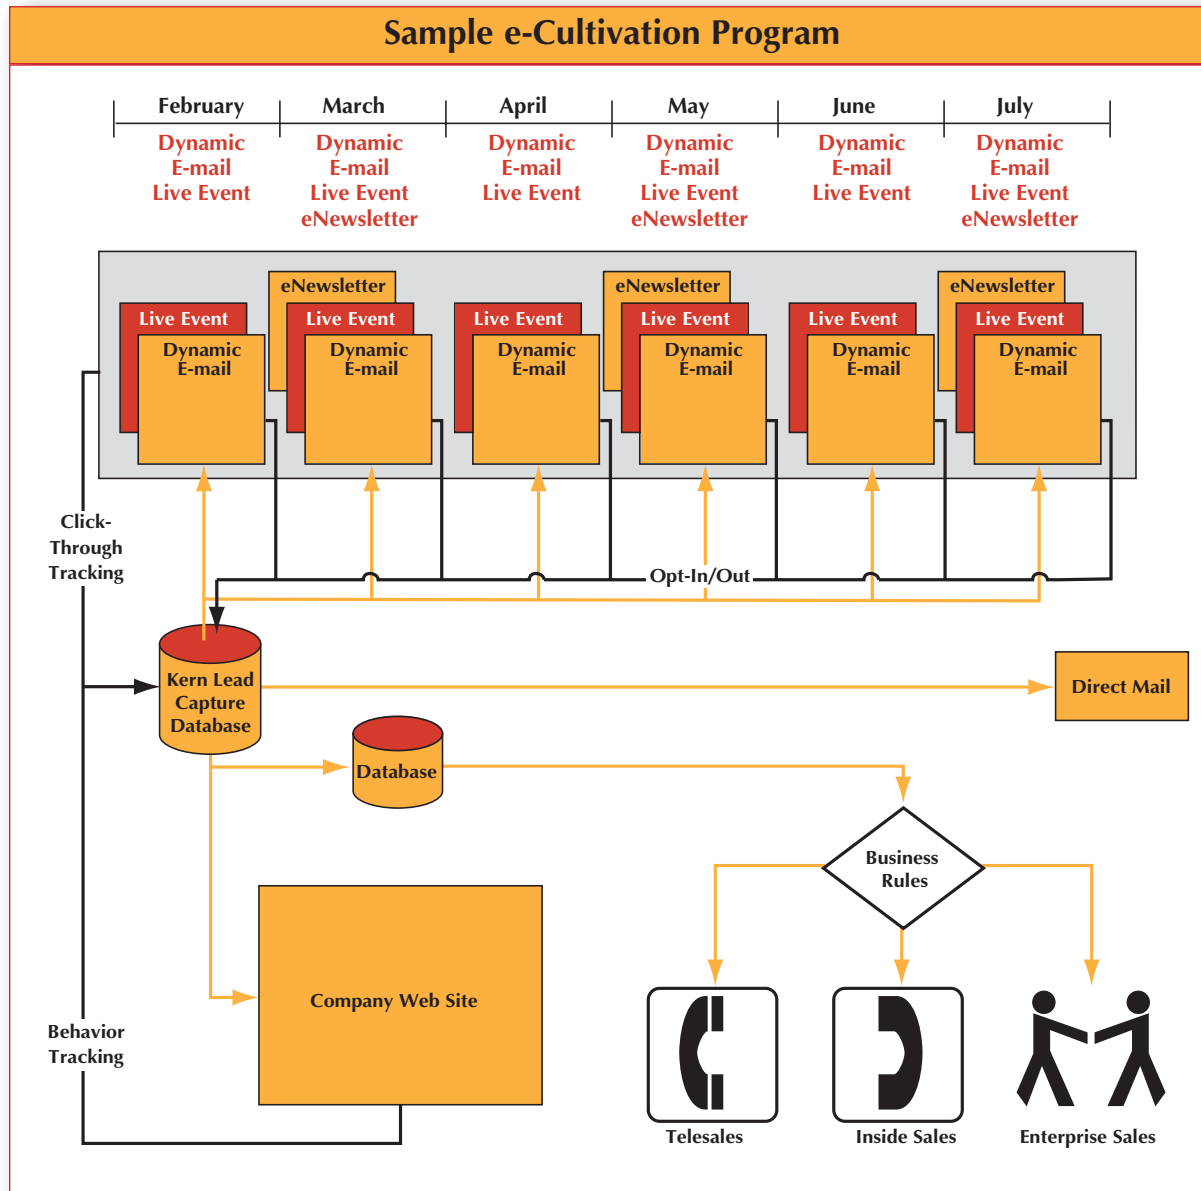 Sample e-Cultivation Program
February
March
April
May
June
July
Dynamic
E-mail
Live Event
Dynamic
E-mail
Live Event
eNewsletter
Dynamic
E-mail
Live Event
Dynamic
E-mail
Live Event
eNewsletter
Dynamic
E-mail
Live Event
Dynamic
E-mail
Live Event
eNewsletter
Live Event
Dynamic
E-mail
eNewsletter
Live Event
Dynamic
E-mail
Live Event
Dynamic
E-mail
eNewsletter
Live Event
Dynamic
E-mail
Live Event
Dynamic
E-mail
eNewsletter
Live Event
Dynamic
E-mail
Click-
Through
Tracking
Opt-In/Out
Kern Lead
Capture
Database
Direct Mail
Database
Business
Rules
Company Web Site
Behavior
Tracking
Telesales
Inside Sales
Enterprise Sales